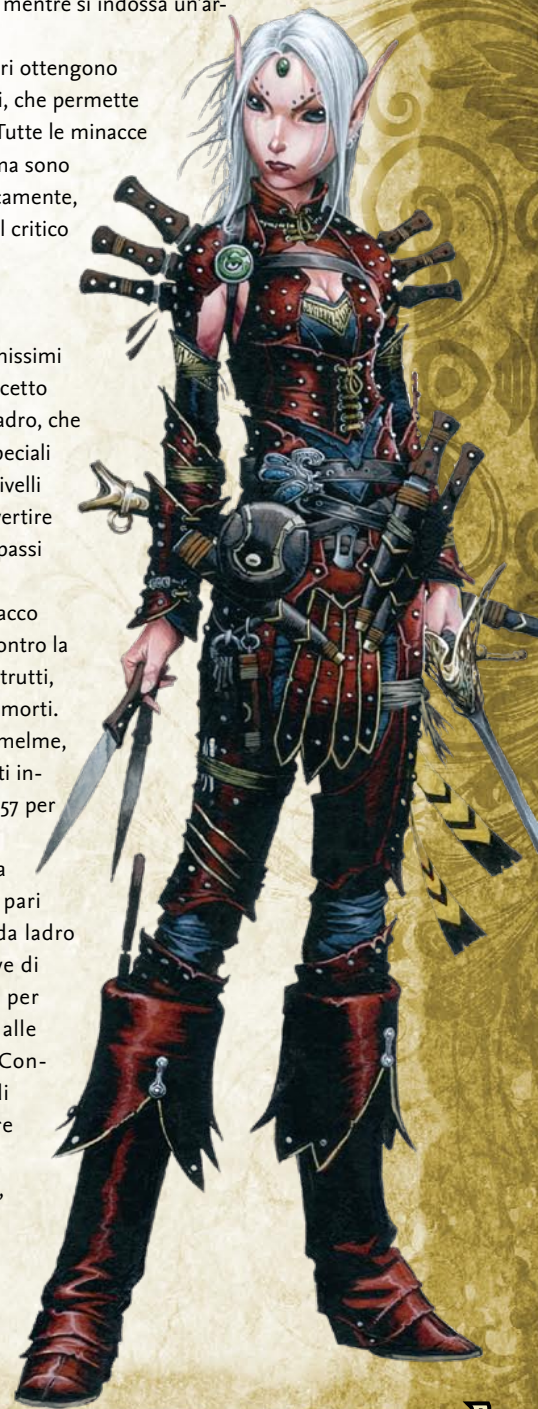 mentre si indossa un'ar-
ri ottengono
i, che permette
Tutte le minacce
ma sono
camente,
l critico
nissimi
cetto
adro, che
peciali
ivelli
vertire
passi
acco
ontro la
trutti,
morti.
melme,
ti in-
57 per
a
pari
da ladro
ve di
per
alle
Con-
li
re
,